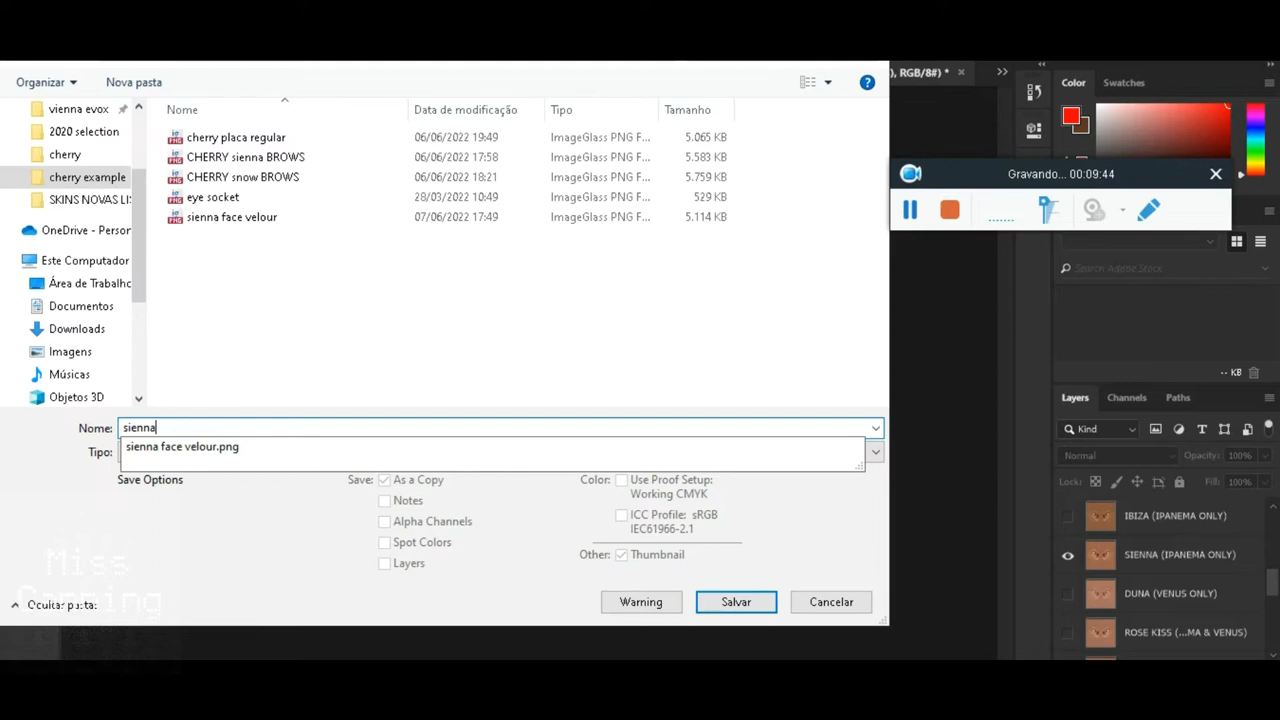 Organizar
Nova pasta
, RGB/8#) *
Color
Swatches
vienna evox
2020 selection
cherry
cherry example
SKINS NOVAS LI
OneDrive - Person
Este Computador
Área de Trabalho
Documentos
Downloads
Imagens
Músicas
Objetos 3D
Nome
Data de modificação
Tipo
Tamanho
cherry placa regular
06/06/2022 19:49
ImageGlass PNG F...
5.065 KB
CHERRY sienna BROWS
06/06/2022 17:58
ImageGlass PNG F...
5.583 KB
CHERRY snow BROWS
06/06/2022 18:21
ImageGlass PNG F...
5.759 KB
eye socket
28/03/2022 10:49
ImageGlass PNG F...
529 KB
sienna face velour
07/06/2022 17:49
ImageGlass PNG F...
5.114 KB
Gravando... 00:09:44
Search Adobe Stock
-- KB
Nome:
sienna
sienna face velour.png
Tipo:
Save Options
Save:
As a Copy
Notes
Alpha Channels
Spot Colors
Layers
Color:
Use Proof Setup:
Working CMYK
ICC Profile: sRGB
IEC61966-2.1
Other:
Thumbnail
Miss
Ocultar pastas
Warning
Salvar
Cancelar
Layers
Channels
Paths
Kind
Normal
Opacity: 100%
Lock:
Fill: 100%
IBIZA (IPANEMA ONLY)
SIENNA (IPANEMA ONLY)
DUNA (VENUS ONLY)
ROSE KISS (...MA & VENUS)